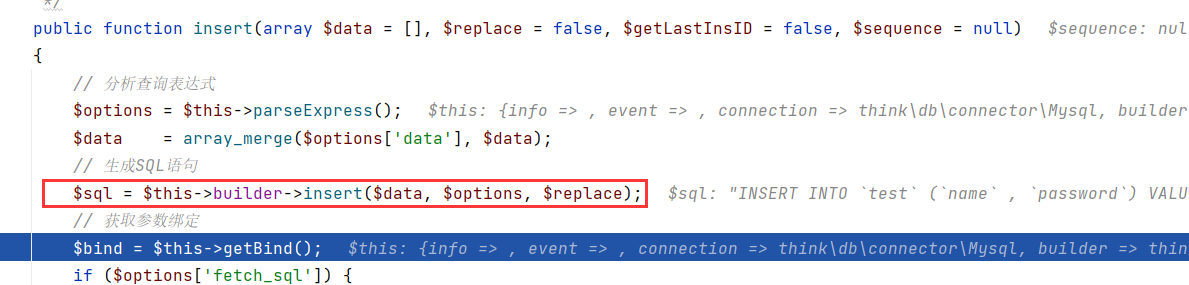 */
public function insert(array $data = [], $replace = false, $getLastInsID = false, $sequence = null)   $sequence: nul
{
// 分析查询表达式
$options = $this->parseExpress();   $this: {info => , event => , connection => think\db\connector\Mysql, builder
$data    = array_merge($options['data'], $data);
// 生成SQL语句
$sql = $this->builder->insert($data, $options, $replace);   $sql: "INSERT INTO `test` (`name` , `password`) VALU
// 获取参数绑定
$bind = $this->getBind();   $this: {info => , event => , connection => think\db\connector\Mysql, builder => thin
if ($options['fetch_sql']) {